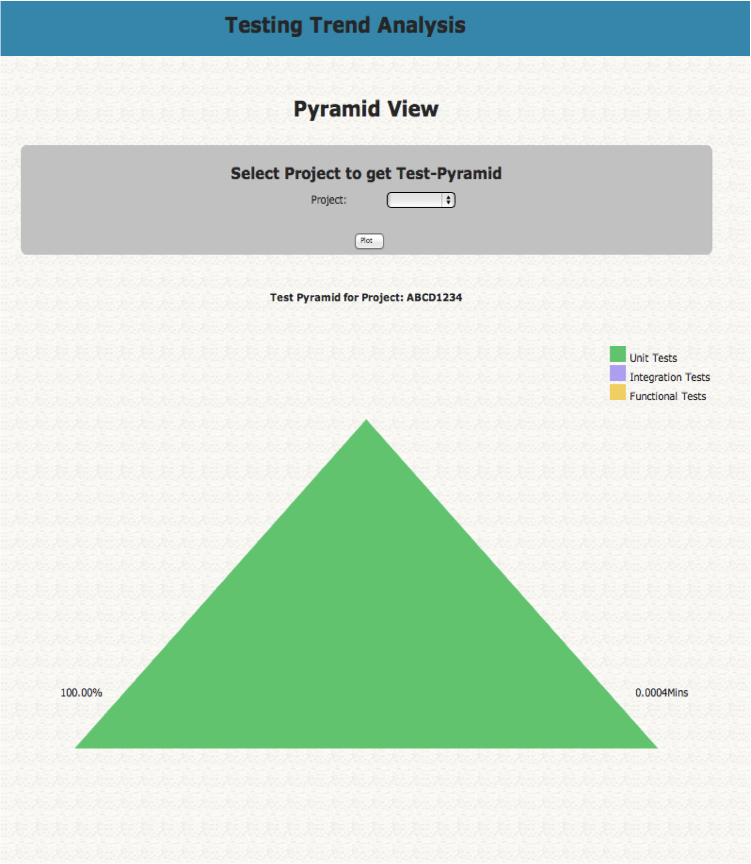 Testing Trend Analysis
Pyramid View
Select Project to get Test-Pyramid
Project:
Plot
Test Pyramid for Project: ABCD1234
Unit Tests
Integration Tests
Functional Tests
100.00%
0.0004Mins